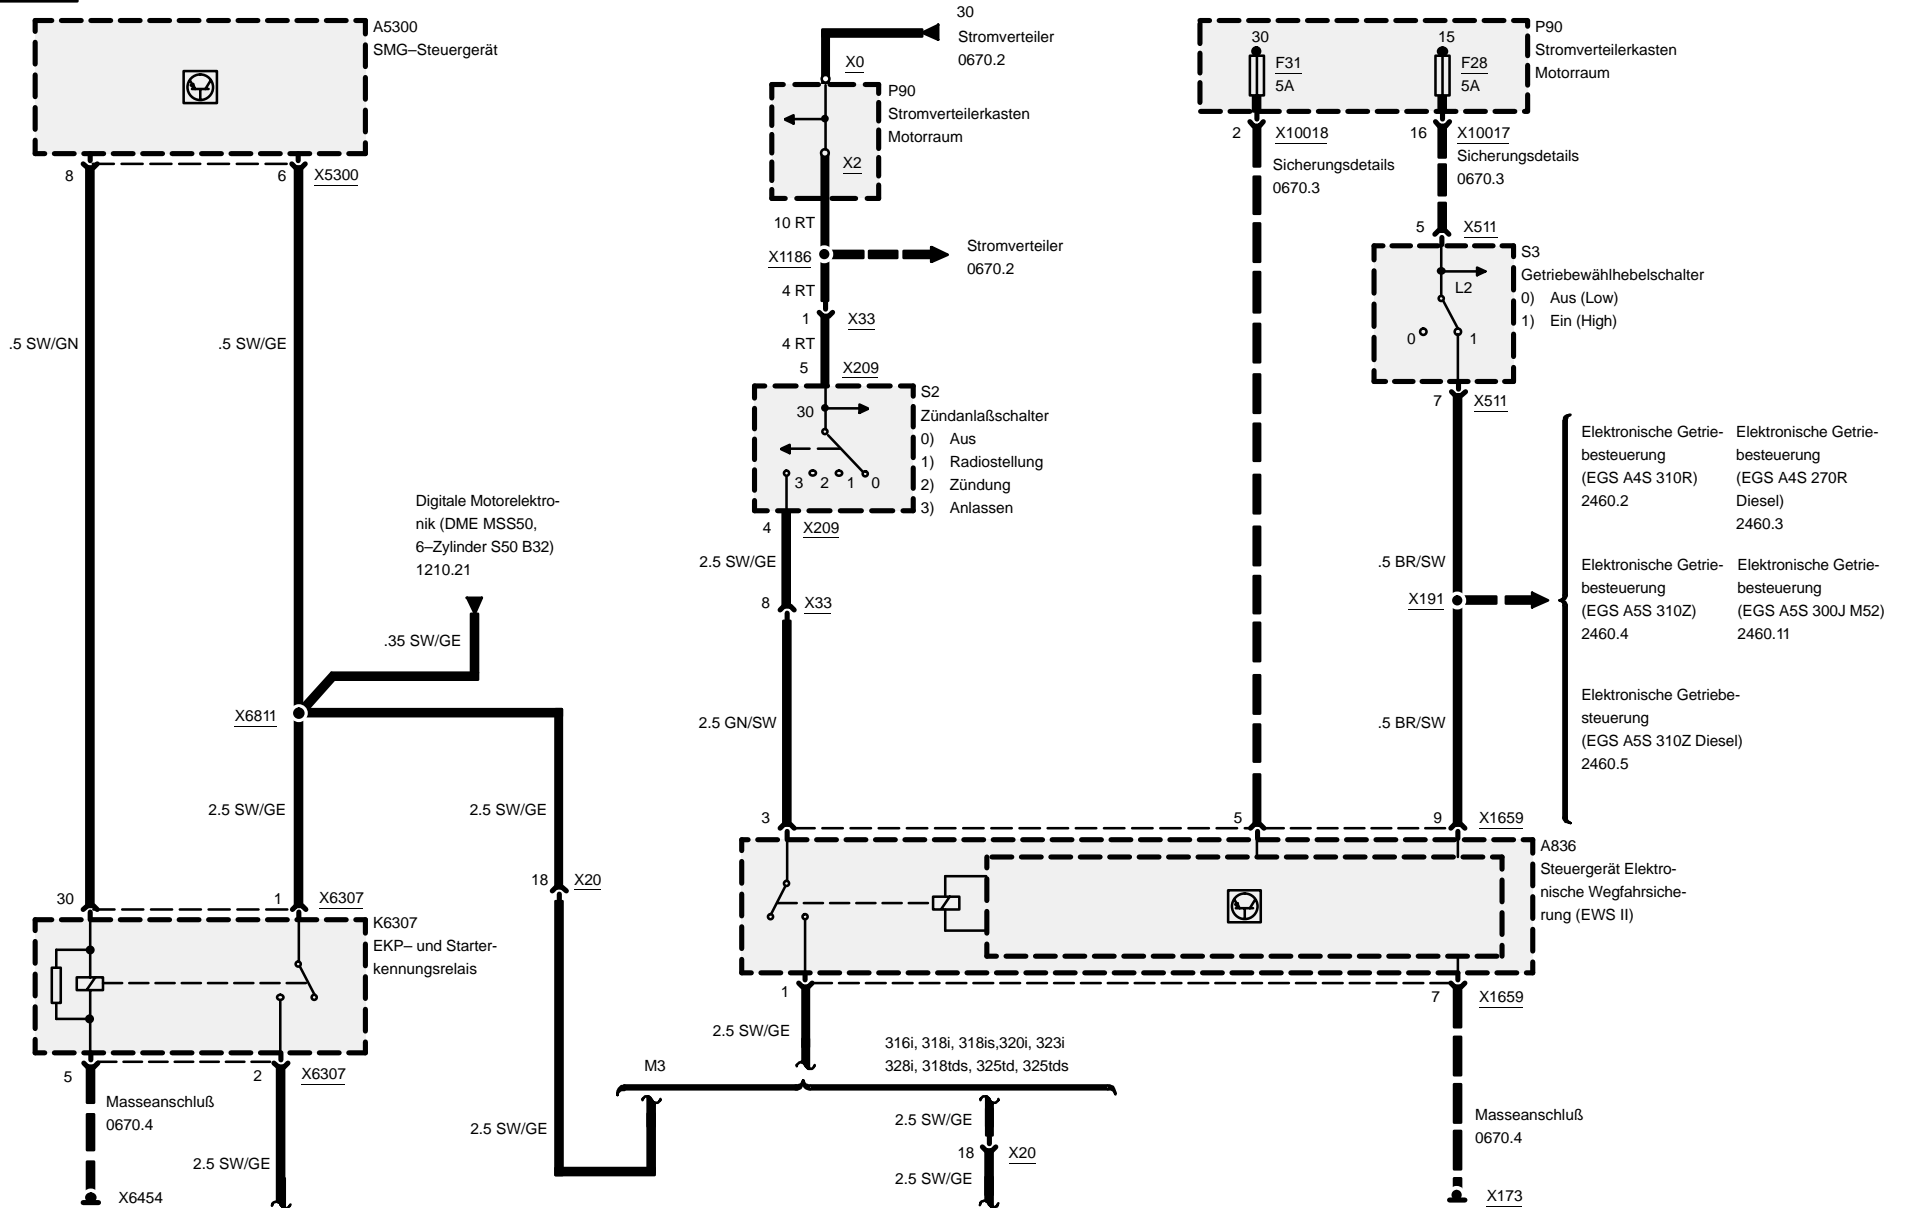 A5300
SMG–Steuergerät
8
6
X5300
.5 SW/GN
.5 SW/GE
Digitale Motorelektro-
nik (DME MSS50,
6–Zylinder S50 B32)
1210.21
.35 SW/GE
X6811
2.5 SW/GE
2.5 SW/GE
18
X20
30
1
X6307
K6307
EKP– und Starter-
kennungsrelais
5
2
X6307
Masseanschluß
0670.4
2.5 SW/GE
X6454
2.5 SW/GE
30
Stromverteiler
0670.2
X0
P90
Stromverteilerkasten
Motorraum
X2
10 RT
X1186
Stromverteiler
0670.2
4 RT
1
X33
4 RT
5
X209
S2
Zündanlaßschalter
0) Aus
1) Radiostellung
2) Zündung
3) Anlassen
30
3 2 1 0
4
X209
2.5 SW/GE
8
X33
2.5 GN/SW
3
P90
Stromverteilerkasten
Motorraum
30
F31
5A
15
F28
5A
2
X10018
Sicherungsdetails
0670.3
16
X10017
Sicherungsdetails
0670.3
5
X511
S3
Getriebewählhebelschalter
0) Aus (Low)
1) Ein (High)
L2
0
1
7
X511
.5 BR/SW
X191
.5 BR/SW
Elektronische Getrie-
besteuerung
(EGS A4S 310R)
2460.2
Elektronische Getrie-
besteuerung
(EGS A4S 270R
Diesel)
2460.3
Elektronische Getrie-
besteuerung
(EGS A5S 310Z)
2460.4
Elektronische Getrie-
besteuerung
(EGS A5S 300J M52)
2460.11
Elektronische Getriebe-
steuerung
(EGS A5S 310Z Diesel)
2460.5
5
9
X1659
A836
Steuergerät Elektro-
nische Wegfahrsiche-
rung (EWS II)
1
7
X1659
2.5 SW/GE
M3
316i, 318i, 318is,320i, 323i
328i, 318tds, 325td, 325tds
2.5 SW/GE
18
X20
2.5 SW/GE
Masseanschluß
0670.4
X173